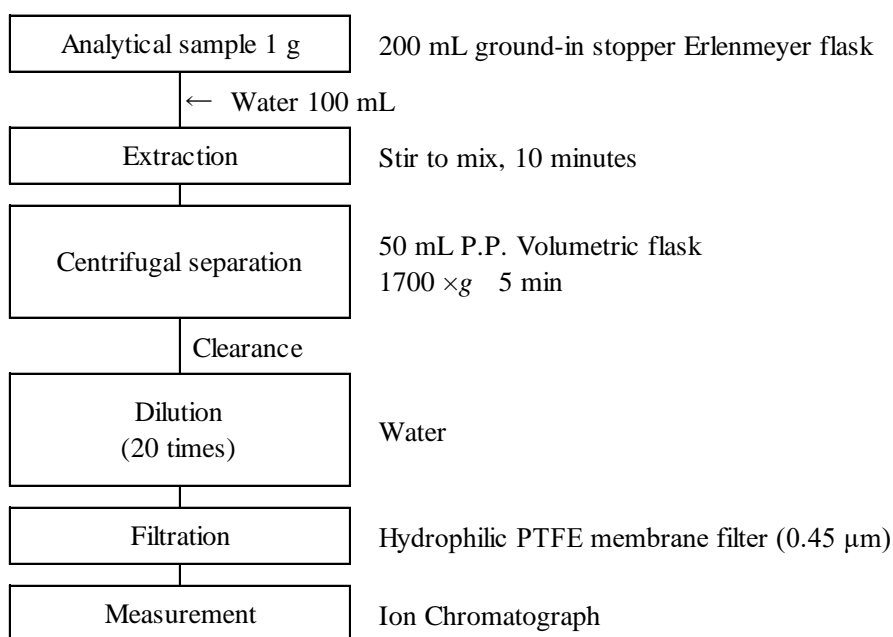 Analytical sample 1 g
200 mL ground-in stopper Erlenmeyer flask
← Water 100 mL
Extraction
Stir to mix, 10 minutes
Centrifugal separation
50 mL P.P. Volumetric flask
1700 ×g 5 min
Clearance
Dilution
(20 times)
Water
Filtration
Hydrophilic PTFE membrane filter (0.45 µm)
Measurement
Ion Chromatograph